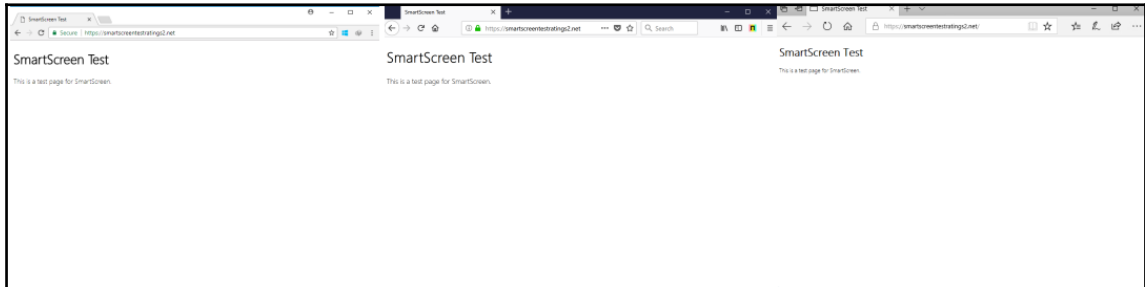 SmartScreen Test
Secure | https://smartscreentestratings2.net
SmartScreen Test
This is a test page for SmartScreen.
SmartScreen Test
https://smartscreentestratings2.net
Search
SmartScreen Test
This is a test page for SmartScreen.
SmartScreen Test
https://smartscreentestratings2.net/
SmartScreen Test
This is a test page for SmartScreen.